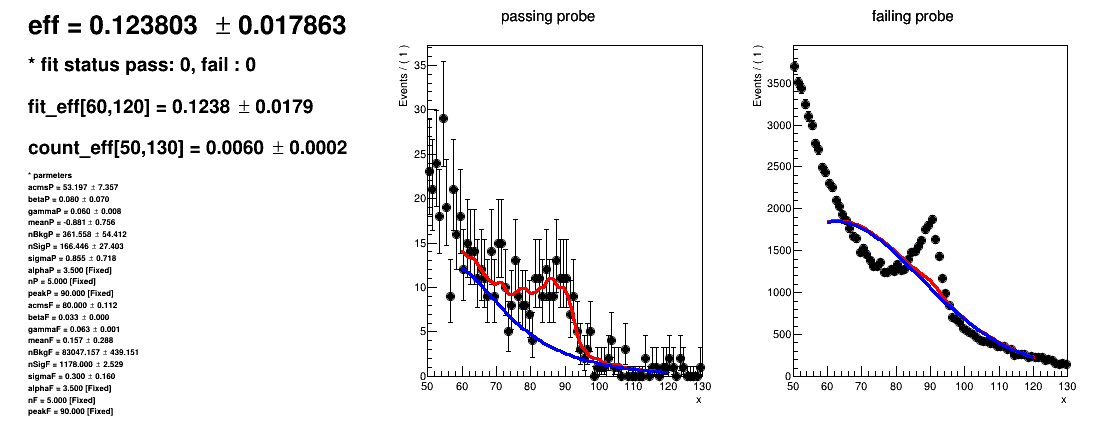 eff = 0.123803 ± 0.017863
* fit status pass: 0, fail : 0
fit_eff[60,120] = 0.1238 ± 0.0179
count_eff[50,130] = 0.0060 ± 0.0002
* parmeters
acmsP = 53.197 ± 7.357
betaP = 0.080 ± 0.070
gammaP = 0.060 ± 0.008
meanP = -0.881 ± 0.756
nBkgP = 361.558 ± 54.412
nSigP = 166.446 ± 27.403
sigmaP = 0.855 ± 0.718
alphaP = 3.500 [Fixed]
nP = 5.000 [Fixed]
peakP = 90.000 [Fixed]
acmsF = 80.000 ± 0.112
betaF = 0.033 ± 0.000
gammaF = 0.063 ± 0.001
meanF = 0.157 ± 0.288
nBkgF = 83047.157 ± 439.151
nSigF = 1178.000 ± 2.529
sigmaF = 0.300 ± 0.160
alphaF = 3.500 [Fixed]
nF = 5.000 [Fixed]
peakF = 90.000 [Fixed]
passing probe
Events / ( 1 )
35
30
25
20
15
10
5
0
50 60 70 80 90 100 110 120 130
x
failing probe
Events / ( 1 )
3500
3000
2500
2000
1500
1000
500
0
50 60 70 80 90 100 110 120 130
x